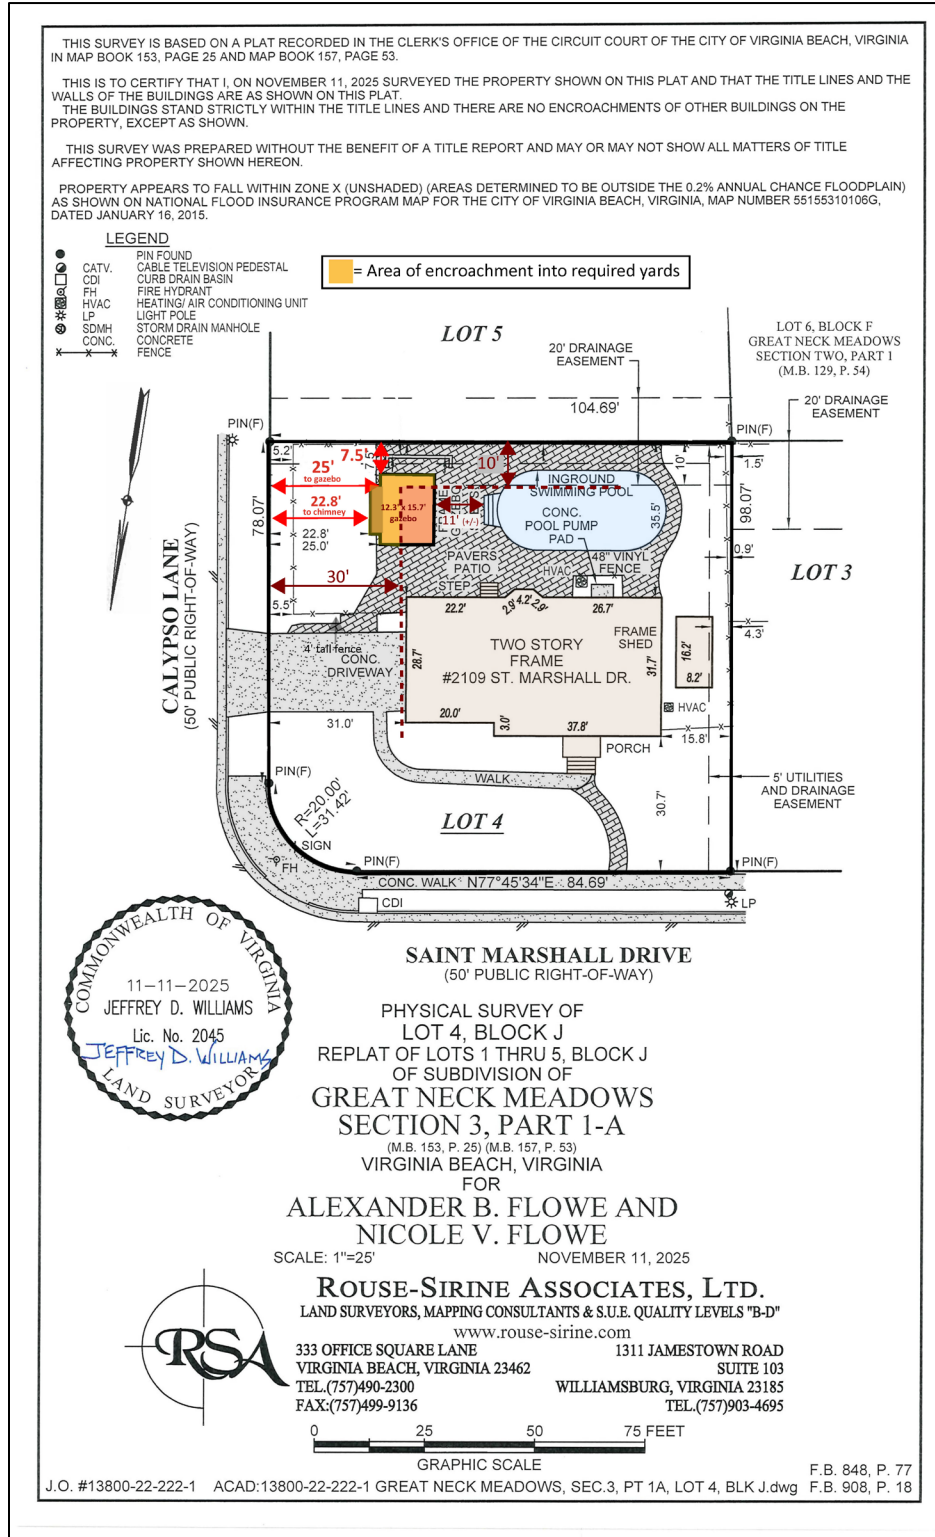 THIS SURVEY IS BASED ON A PLAT RECORDED IN THE CLERK'S OFFICE OF THE CIRCUIT COURT OF THE CITY OF VIRGINIA BEACH, VIRGINIA
IN MAP BOOK 153, PAGE 25 AND MAP BOOK 157, PAGE 53.
THIS IS TO CERTIFY THAT I, ON NOVEMBER 11, 2025 SURVEYED THE PROPERTY SHOWN ON THIS PLAT AND THAT THE TITLE LINES AND THE
WALLS OF THE BUILDINGS ARE AS SHOWN ON THIS PLAT.
THE BUILDINGS STAND STRICTLY WITHIN THE TITLE LINES AND THERE ARE NO ENCROACHMENTS OF OTHER BUILDINGS ON THE
PROPERTY, EXCEPT AS SHOWN.
THIS SURVEY WAS PREPARED WITHOUT THE BENEFIT OF A TITLE REPORT AND MAY OR MAY NOT SHOW ALL MATTERS OF TITLE
AFFECTING PROPERTY SHOWN HEREON.
PROPERTY APPEARS TO FALL WITHIN ZONE X (UNSHADED) (AREAS DETERMINED TO BE OUTSIDE THE 0.2% ANNUAL CHANCE FLOODPLAIN)
AS SHOWN ON NATIONAL FLOOD INSURANCE PROGRAM MAP FOR THE CITY OF VIRGINIA BEACH, VIRGINIA, MAP NUMBER 55155310106G,
DATED JANUARY 16, 2015.
LEGEND
PIN FOUND
CATV. CABLE TELEVISION PEDESTAL
CDI CURB DRAIN BASIN
FH FIRE HYDRANT
HVAC HEATING/ AIR CONDITIONING UNIT
LP LIGHT POLE
SDMH STORM DRAIN MANHOLE
CONC. CONCRETE
FENCE
= Area of encroachment into required yards
LOT 5
LOT 6, BLOCK F
GREAT NECK MEADOWS
SECTION TWO, PART 1
(M.B. 129, P. 54)
20' DRAINAGE
EASEMENT
20' DRAINAGE
EASEMENT
104.69'
PIN(F)
PIN(F)
5.2'
7.5'
7.5'
10'
10'
1.5'
25'
to gazebo
22.8'
to chimney
12.3' x 15.7'
gazebo
FRAME
GAZEBO
11' (+/-)
INGROUND
SWIMMING POOL
CONC.
POOL PUMP
PAD
35.5'
78.07'
98.07'
22.8'
25.0'
PAVERS
PATIO
STEP
48" VINYL
FENCE
HVAC
0.9'
LOT 3
30'
5.5'
22.2'
2.9'
4.2'
2.9'
26.7'
4' tall fence
CONC.
DRIVEWAY
28.7'
TWO STORY
FRAME
#2109 ST. MARSHALL DR.
FRAME
SHED
31.7'
16.2'
8.2'
4.3'
CALYPSO LANE
(50' PUBLIC RIGHT-OF-WAY)
31.0'
20.0'
3.0'
37.8'
HVAC
15.8'
PORCH
PIN(F)
WALK
R=20.00'
L=31.42'
SIGN
LOT 4
30.7'
5' UTILITIES
AND DRAINAGE
EASEMENT
FH
PIN(F)
PIN(F)
CONC. WALK N77°45'34"E 84.69'
CDI
LP
SAINT MARSHALL DRIVE
(50' PUBLIC RIGHT-OF-WAY)
COMMONWEALTH OF VIRGINIA
11-11-2025
JEFFREY D. WILLIAMS
Lic. No. 2045
JEFFREY D. WILLIAMS
LAND SURVEYOR
PHYSICAL SURVEY OF
LOT 4, BLOCK J
REPLAT OF LOTS 1 THRU 5, BLOCK J
OF SUBDIVISION OF
GREAT NECK MEADOWS
SECTION 3, PART 1-A
(M.B. 153, P. 25) (M.B. 157, P. 53)
VIRGINIA BEACH, VIRGINIA
FOR
ALEXANDER B. FLOWE AND
NICOLE V. FLOWE
SCALE: 1"=25' NOVEMBER 11, 2025
RSA
ROUSE-SIRINE ASSOCIATES, LTD.
LAND SURVEYORS, MAPPING CONSULTANTS & S.U.E. QUALITY LEVELS "B-D"
www.rouse-sirine.com
333 OFFICE SQUARE LANE 1311 JAMESTOWN ROAD
VIRGINIA BEACH, VIRGINIA 23462 SUITE 103
TEL.(757)490-2300 WILLIAMSBURG, VIRGINIA 23185
FAX:(757)499-9136 TEL.(757)903-4695
0 25 50 75 FEET
GRAPHIC SCALE
F.B. 848, P. 77
J.O. #13800-22-222-1 ACAD:13800-22-222-1 GREAT NECK MEADOWS, SEC.3, PT 1A, LOT 4, BLK J.dwg F.B. 908, P. 18